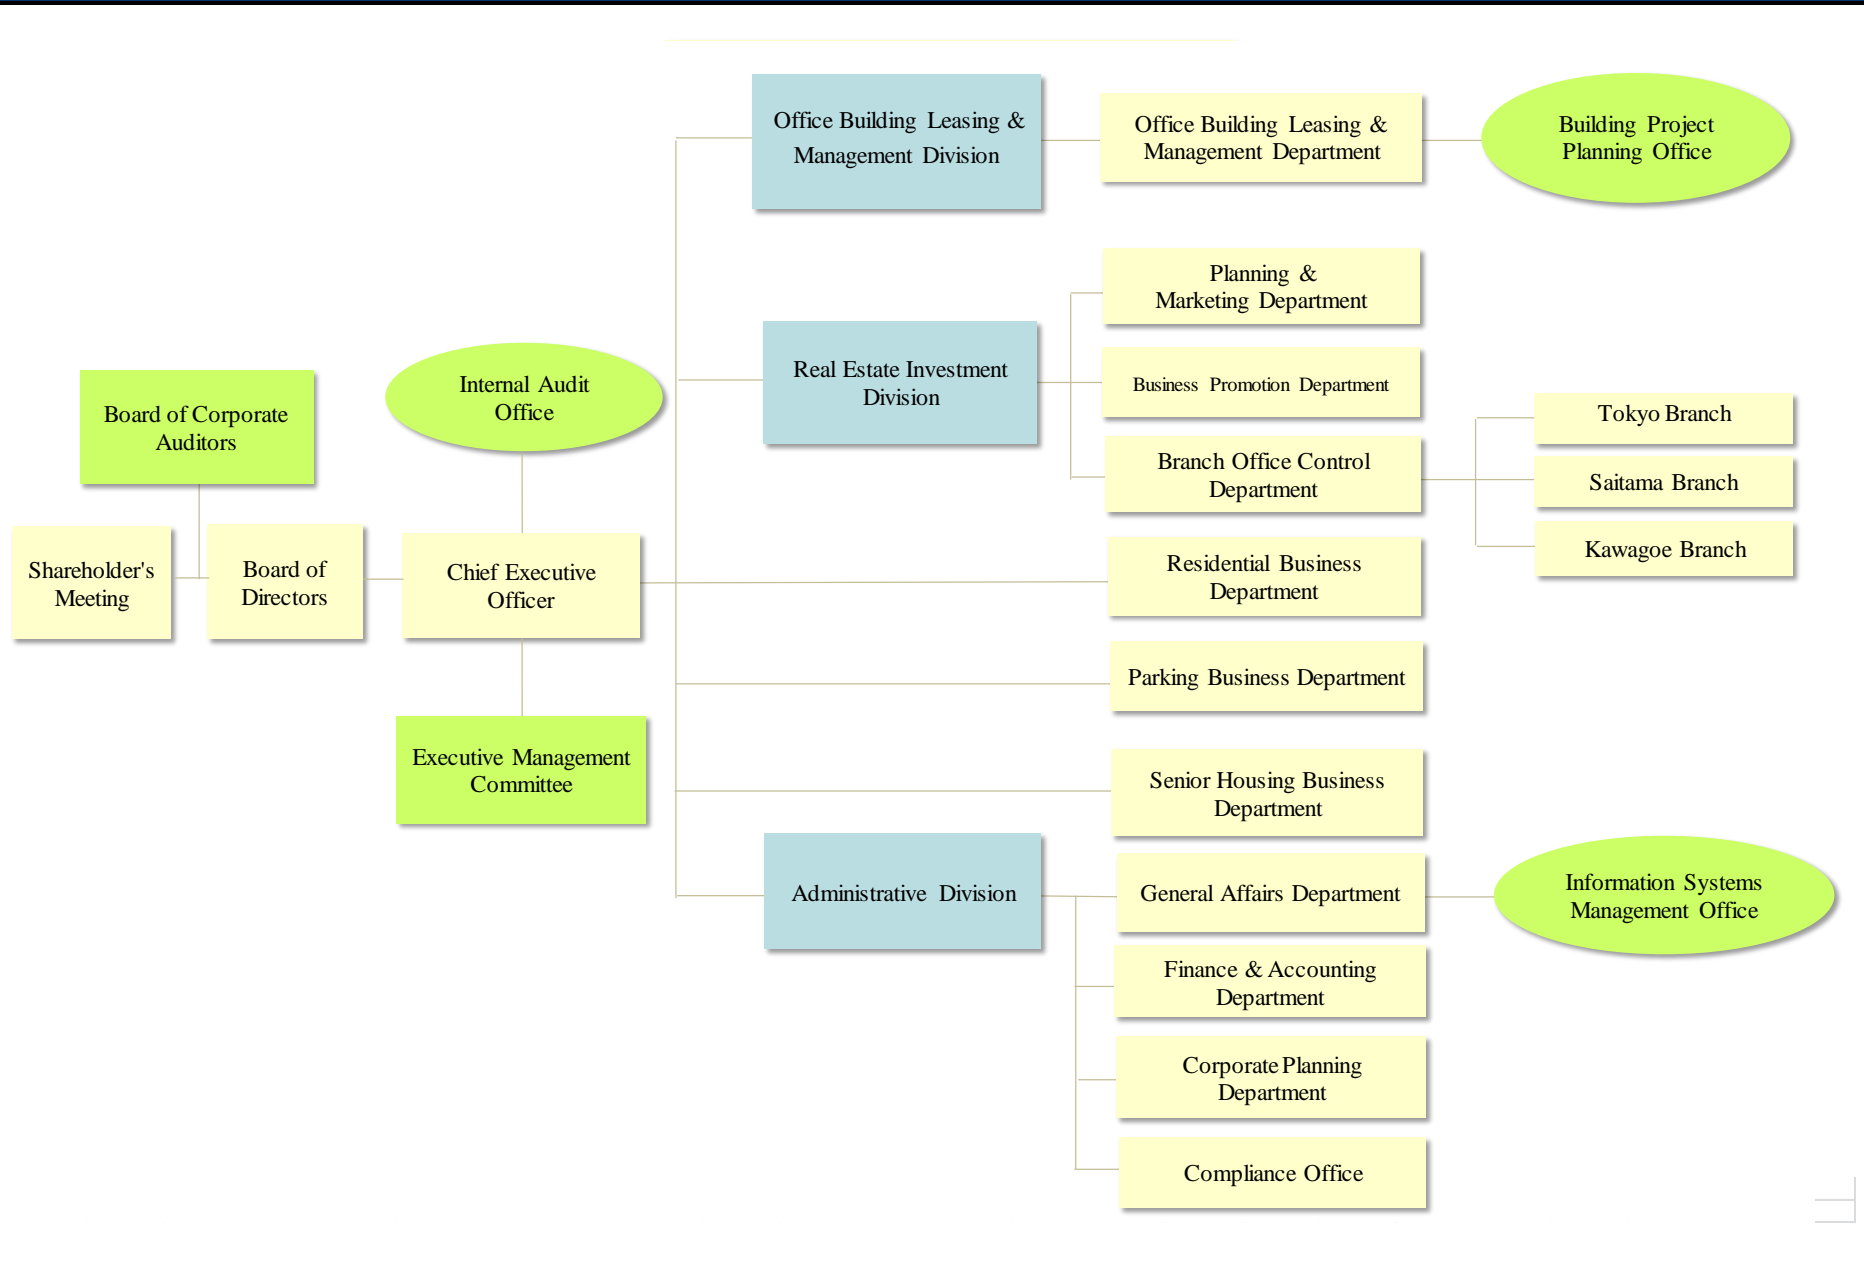 Office Building Leasing &
Management Division
Office Building Leasing &
Management Department
Building Project
Planning Office
Planning &
Marketing Department
Real Estate Investment
Division
Business Promotion Department
Internal Audit
Office
Board of Corporate
Auditors
Tokyo Branch
Branch Office Control
Department
Saitama Branch
Kawagoe Branch
Shareholder's
Meeting
Board of
Directors
Chief Executive
Officer
Residential Business
Department
Parking Business Department
Executive Management
Committee
Senior Housing Business
Department
Administrative Division
General Affairs Department
Information Systems
Management Office
Finance & Accounting
Department
Corporate Planning
Department
Compliance Office